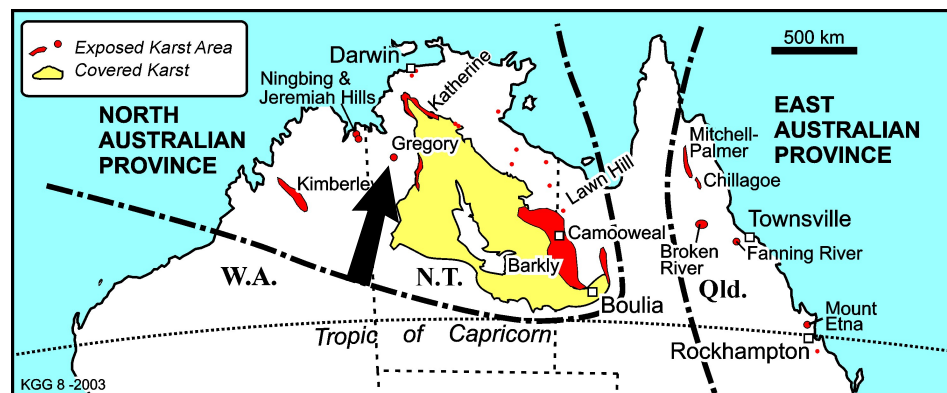 Exposed Karst Area
Covered Karst
500 km
Darwin
Ningbing &
Jeremiah Hills
Katherine
NORTH
AUSTRALIAN
PROVINCE
EAST
AUSTRALIAN
PROVINCE
Mitchell-
Palmer
Gregory
Chillagoe
Kimberley
Lawn Hill
Townsville
Camooweal
Broken
River
Fanning River
Barkly
W.A.
N.T.
Qld.
Boulia
Mount
Etna
Tropic of Capricorn
Rockhampton
KGG 8 -2003